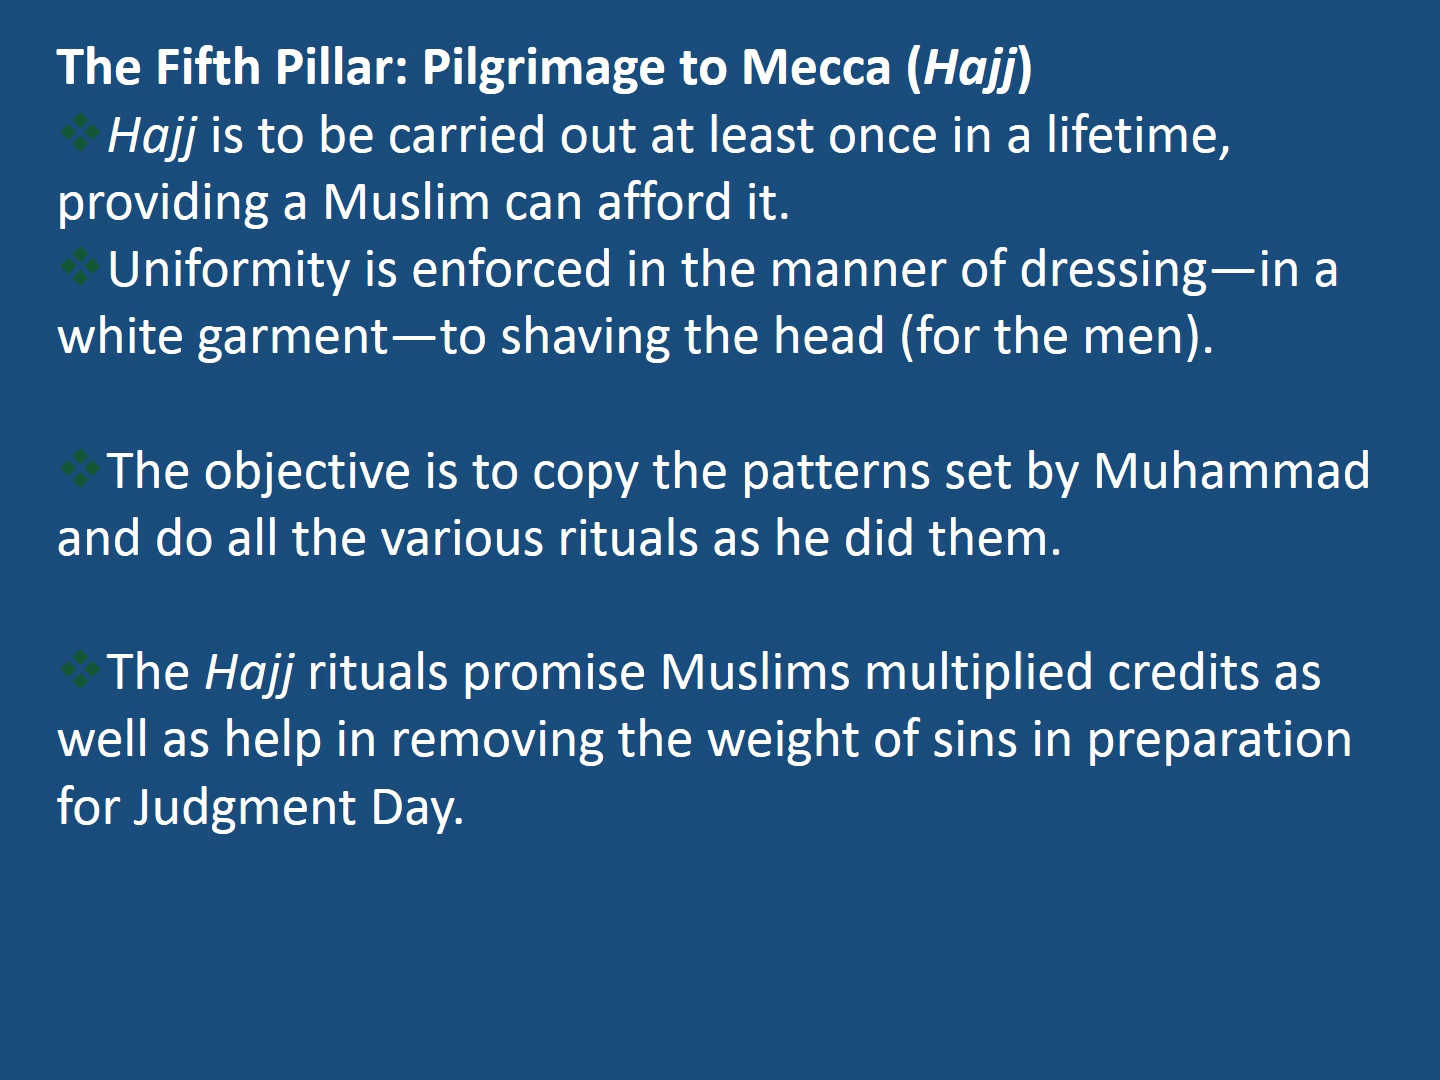 The Fifth Pillar: Pilgrimage to Mecca (Hajj)
❖Hajj is to be carried out at least once in a lifetime,
providing a Muslim can afford it.
❖Uniformity is enforced in the manner of dressing—in a
white garment—to shaving the head (for the men).
❖The objective is to copy the patterns set by Muhammad
and do all the various rituals as he did them.
❖The Hajj rituals promise Muslims multiplied credits as
well as help in removing the weight of sins in preparation
for Judgment Day.